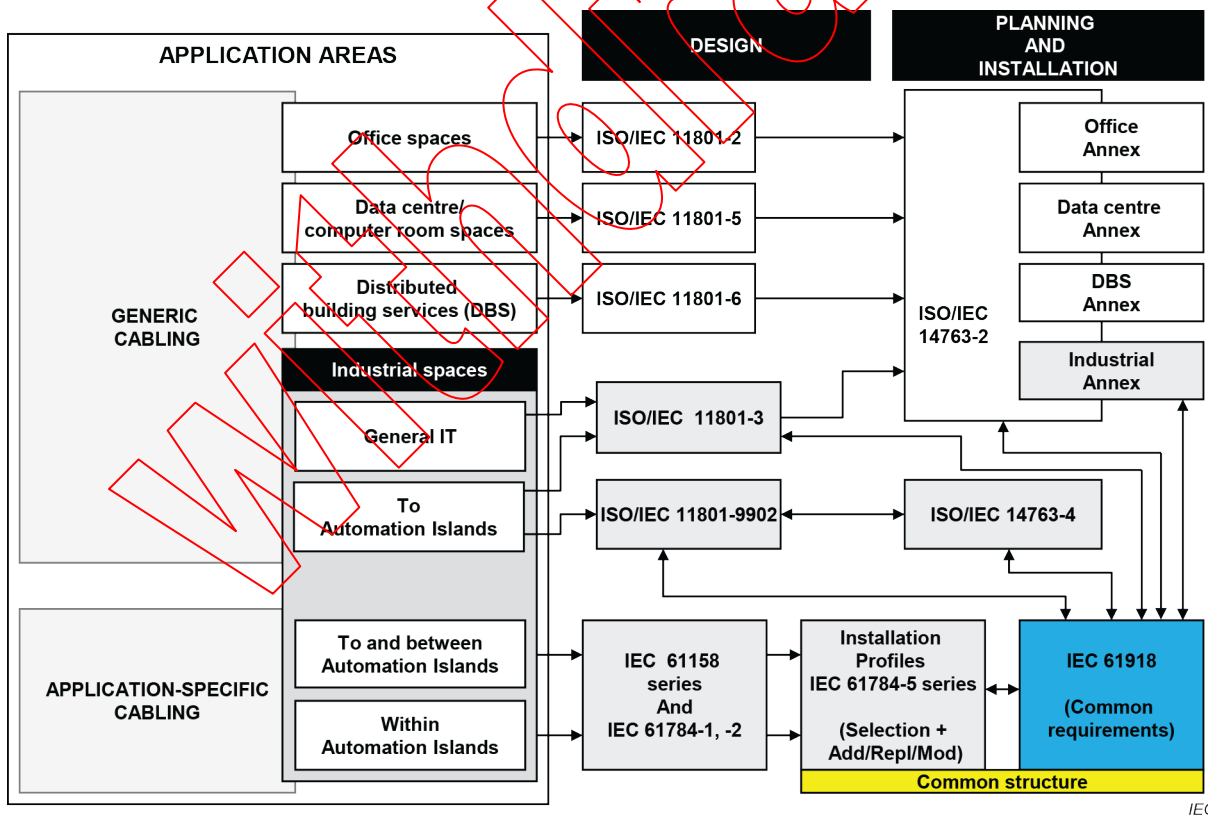 APPLICATION AREAS
DESIGN
PLANNING
AND
INSTALLATION
GENERIC
CABLING
Office spaces
ISO/IEC 11801-2
Office
Annex
Data centre/
computer room spaces
ISO/IEC 11801-5
Data centre
Annex
Distributed
building services (DBS)
ISO/IEC 11801-6
ISO/IEC
14763-2
DBS
Annex
Industrial spaces
Industrial
Annex
General IT
ISO/IEC 11801-3
To
Automation Islands
ISO/IEC 11801-9902
ISO/IEC 14763-4
APPLICATION-SPECIFIC
CABLING
To and between
Automation Islands
Within
Automation Islands
IEC 61158
series
And
IEC 61784-1, -2
Installation
Profiles
IEC 61784-5 series
(Selection +
Add/Repl/Mod)
IEC 61918
(Common
requirements)
Common structure